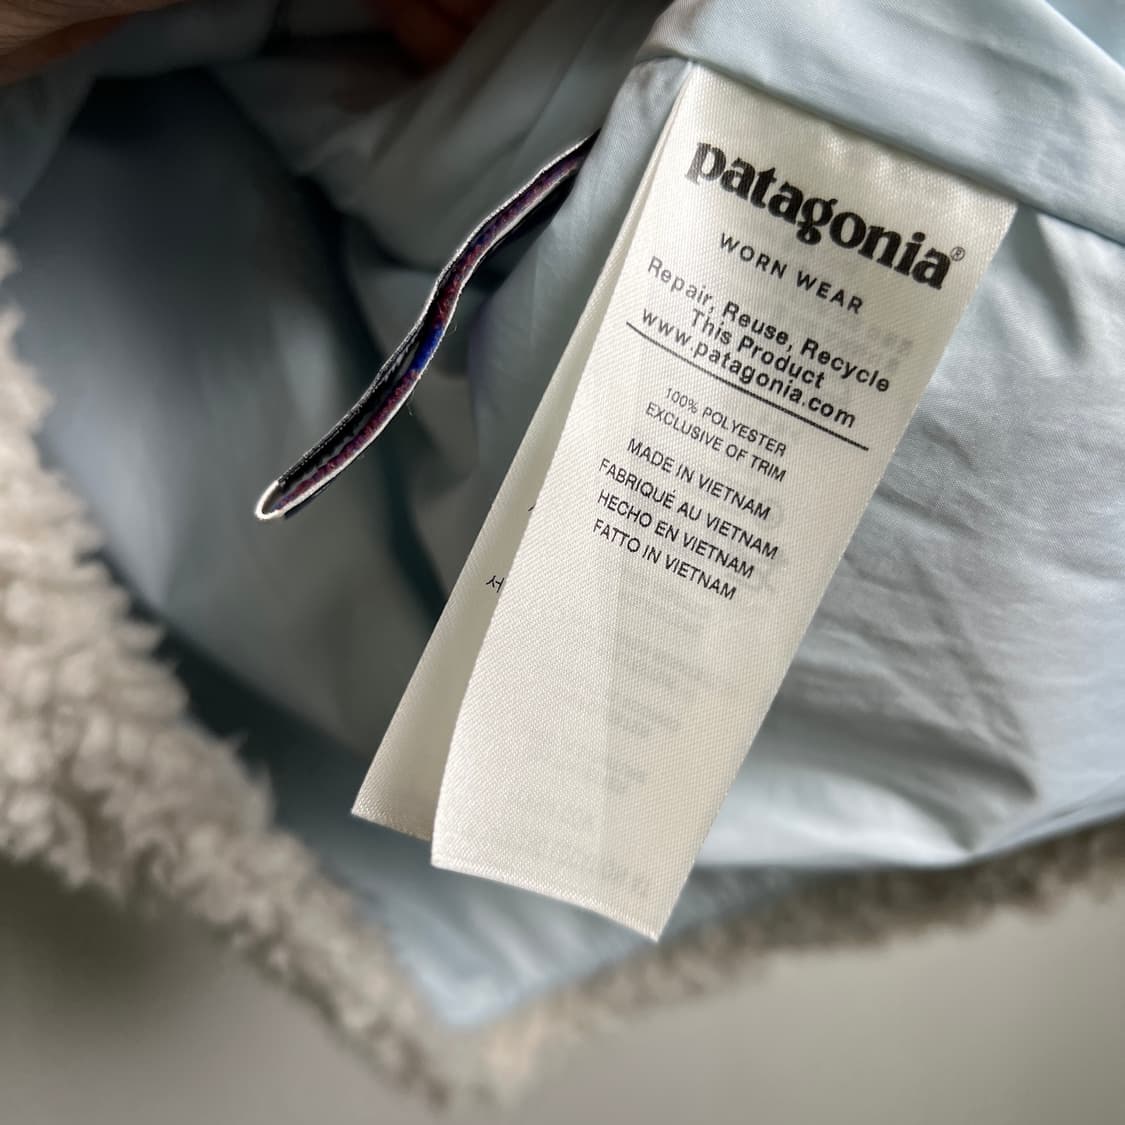 patagonia®
WORN WEAR
Repair, Reuse, Recycle
This Product
www.patagonia.com
100% POLYESTER
EXCLUSIVE OF TRIM
MADE IN VIETNAM
FABRIQUÉ AU VIETNAM
HECHO EN VIETNAM
FATTO IN VIETNAM